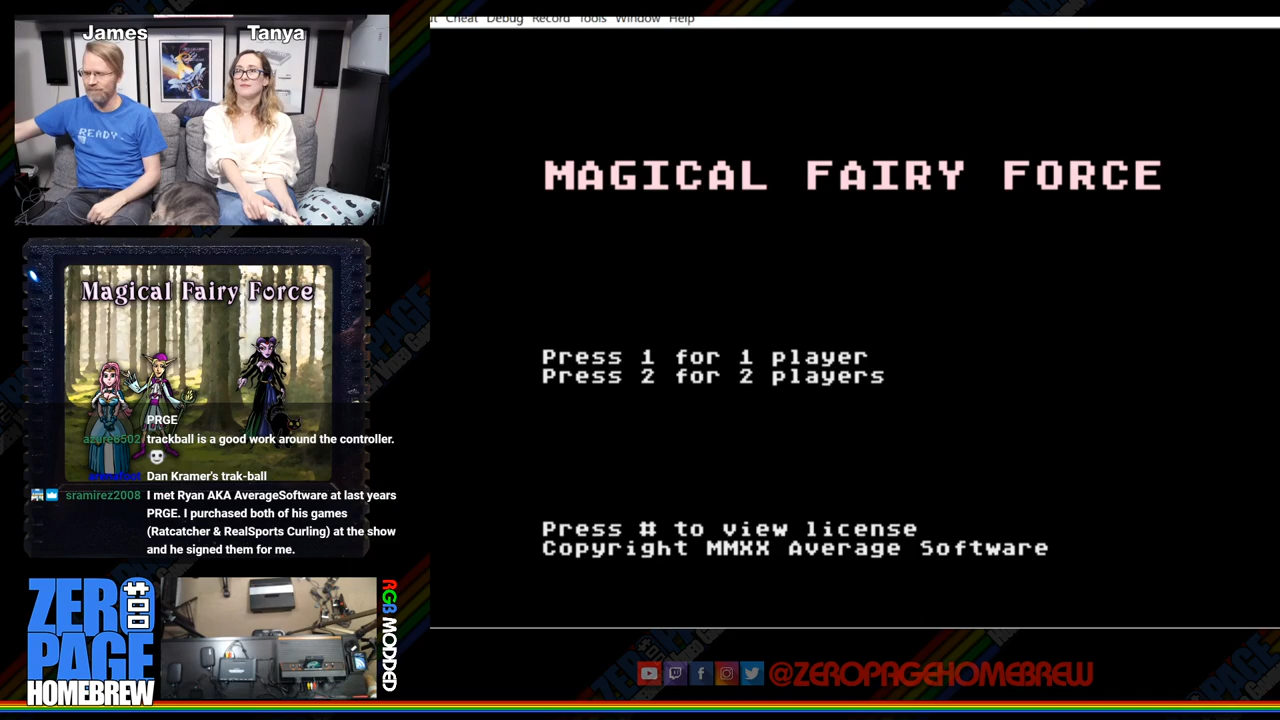 James
Tanya
READY.
Cheat Debug Record Tools Window Help
MAGICAL FAIRY FORCE
Press 1 for 1 player
Press 2 for 2 players
Press # to view license
Copyright MMXX Average Software
Magical Fairy Force
PRGE
azure6502 trackball is a good work around the controller.
Dan Kramer's trak-ball
sramirez2008 I met Ryan AKA AverageSoftware at last years
PRGE. I purchased both of his games
(Ratcatcher & RealSports Curling) at the show
and he signed them for me.
ZERO
PAGE
HOMEBREW
RGB MODDED
@ZEROPAGEHOMEBREW